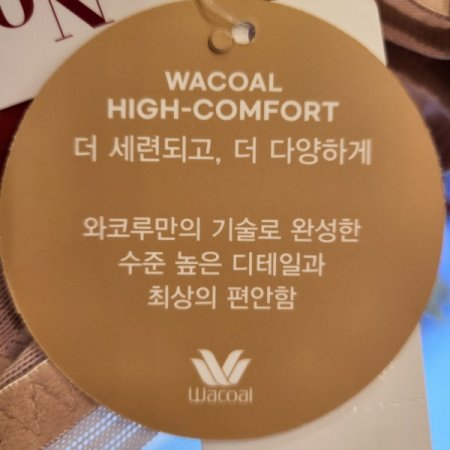 ON
WACOAL
HIGH-COMFORT
더 세련되고, 더 다양하게
와코루만의 기술로 완성한
수준 높은 디테일과
최상의 편안함
Wacoal